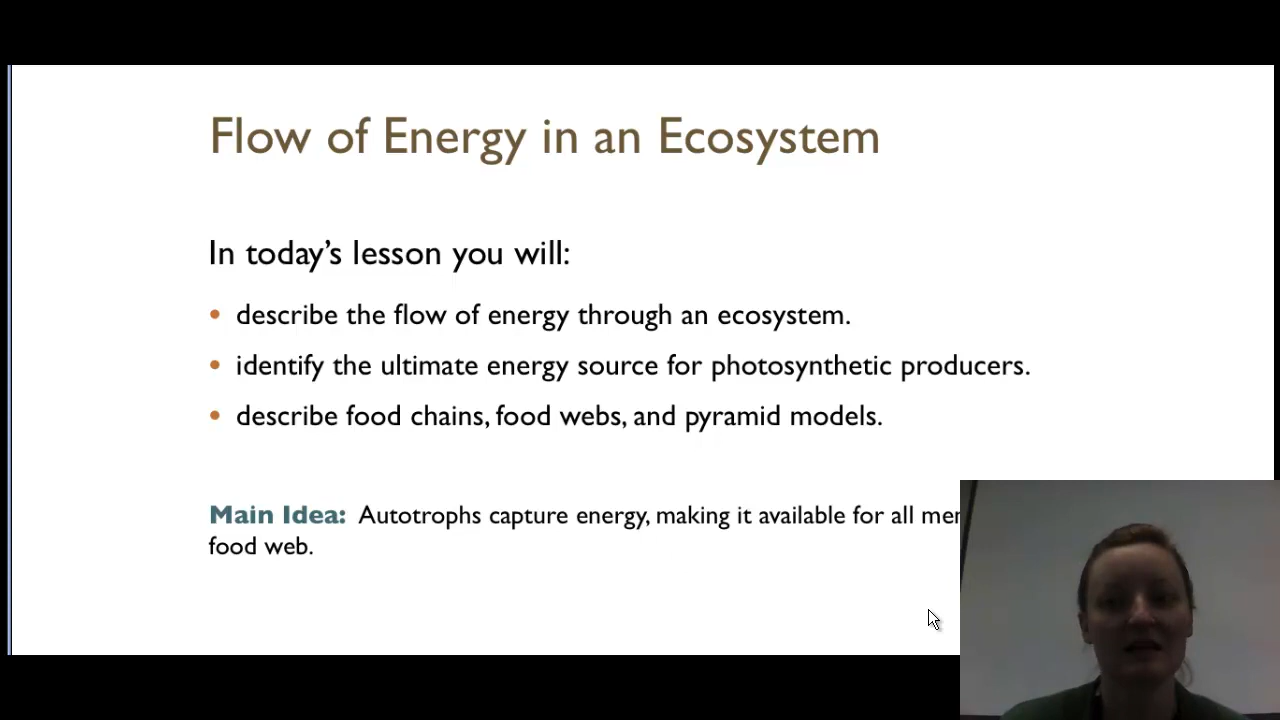 Flow of Energy in an Ecosystem
In today's lesson you will:
• describe the flow of energy through an ecosystem.
• identify the ultimate energy source for photosynthetic producers.
• describe food chains, food webs, and pyramid models.
Main Idea: Autotrophs capture energy, making it available for all
food web.